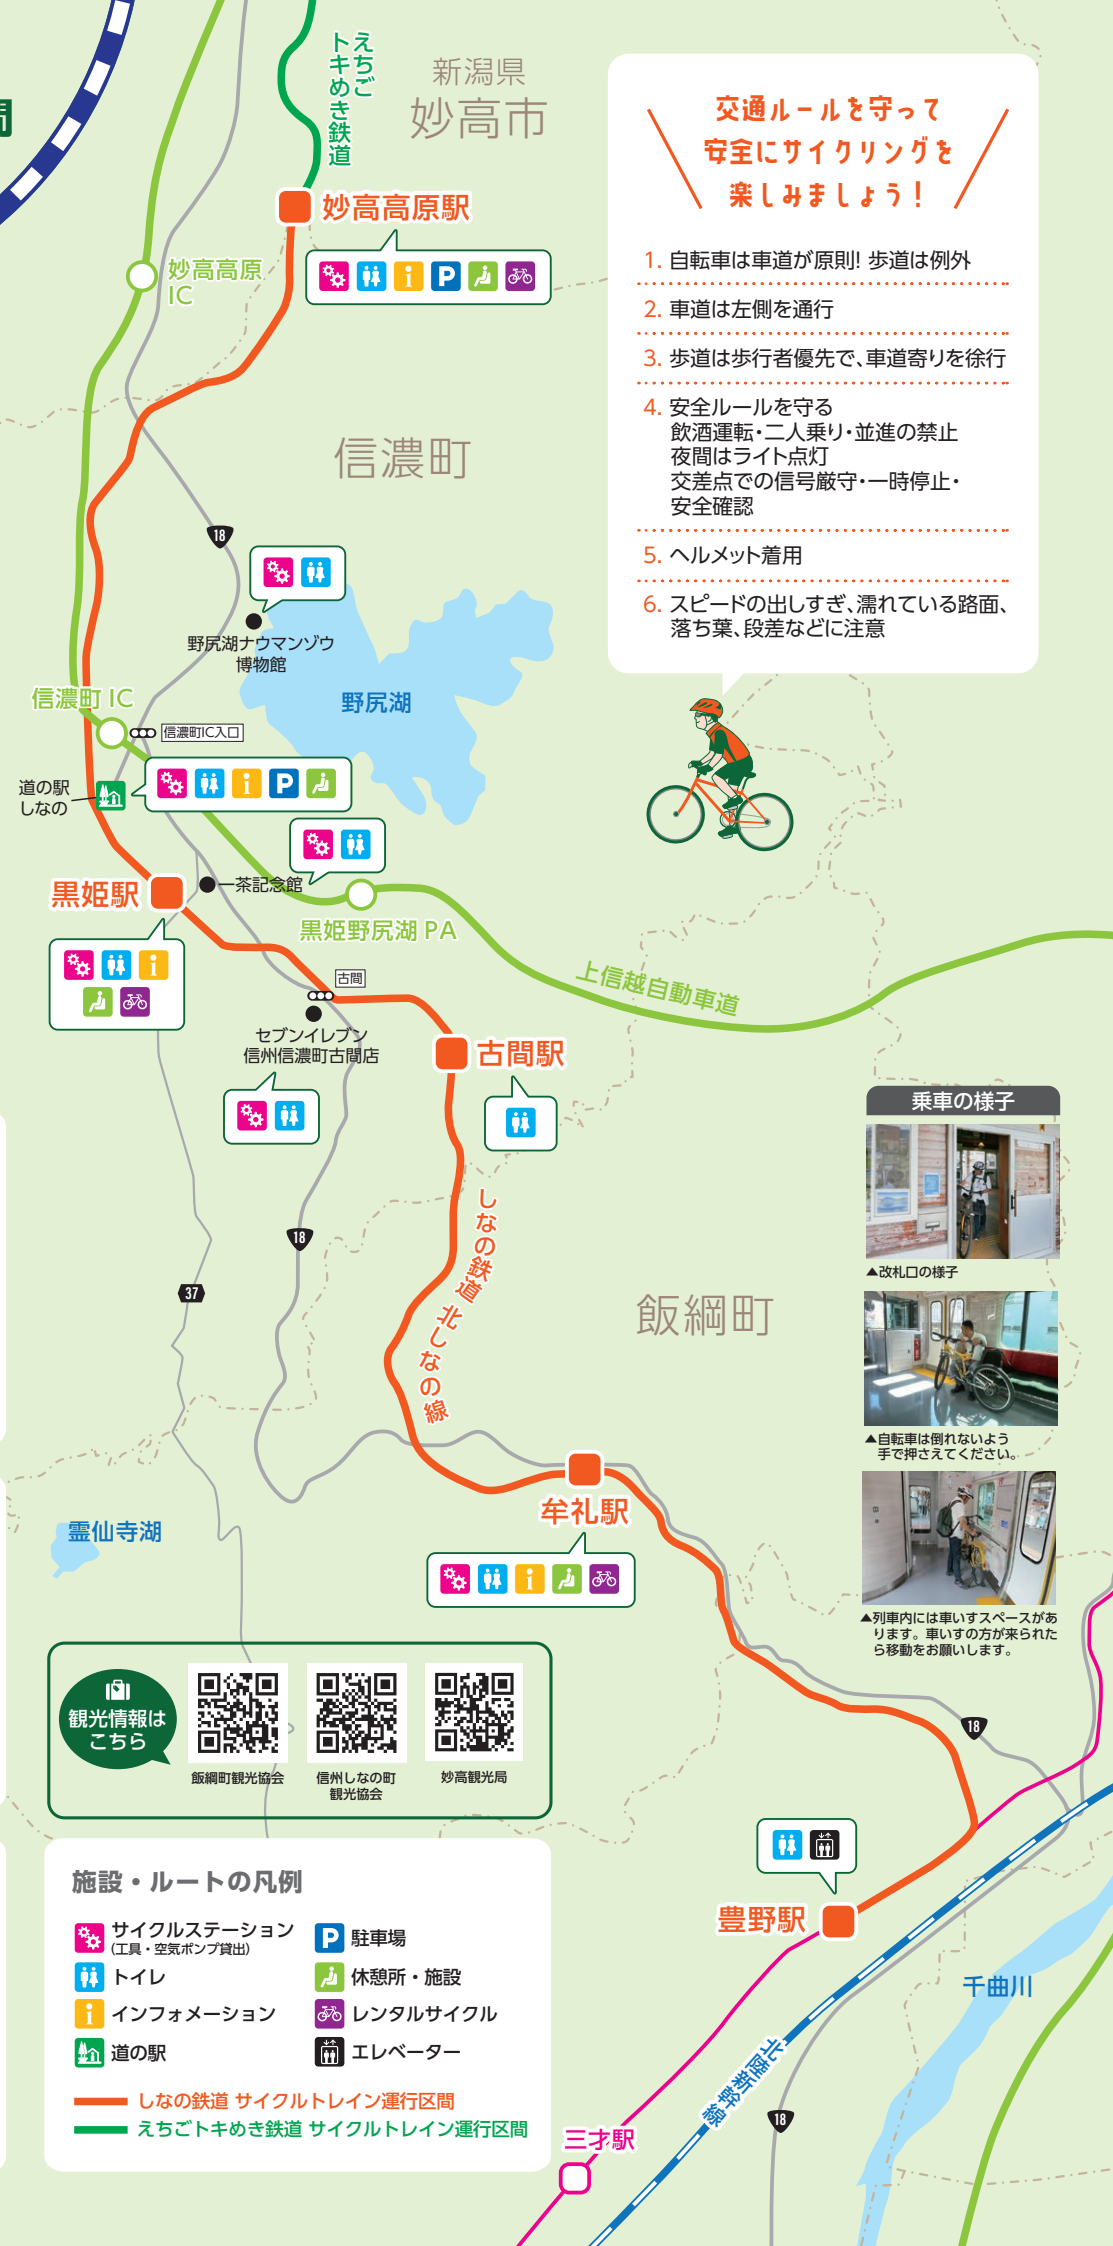 間
えちご
トキめき鉄道
新潟県
妙高市
妙高高原駅
妙高高原
IC
交通ルールを守って
安全にサイクリングを
楽しみましょう!
1. 自転車は車道が原則! 歩道は例外
2. 車道は左側を通行
3. 歩道は歩行者優先で、車道寄りを徐行
4. 安全ルールを守る
飲酒運転・二人乗り・並進の禁止
夜間はライト点灯
交差点での信号厳守・一時停止・
安全確認
5. ヘルメット着用
6. スピードの出しすぎ、濡れている路面、
落ち葉、段差などに注意
信濃町
18
野尻湖ナウマンゾウ
博物館
野尻湖
信濃町 IC
信濃町IC入口
道の駅
しなの
i P
黒姫駅
一茶記念館
黒姫野尻湖 PA
上信越自動車道
古間
セブンイレブン
信州信濃町古間店
古間駅
18
37
しなの鉄道 北しなの線
飯綱町
乗車の様子
▲改札口の様子
▲自転車は倒れないよう
手で押さえてください。
▲列車内には車いすスペースがあ
ります。車いすの方が来られた
ら移動をお願いします。
牟礼駅
霊仙寺湖
観光情報は
こちら
飯綱町観光協会
信州しなの町
観光協会
妙高観光局
18
豊野駅
千曲川
北陸新幹線
18
三才駅
施設・ルートの凡例
サイクルステーション
(工具・空気ポンプ貸出)
トイレ
i インフォメーション
道の駅
P 駐車場
休憩所・施設
レンタルサイクル
エレベーター
しなの鉄道 サイクルトレイン運行区間
えちごトキめき鉄道 サイクルトレイン運行区間